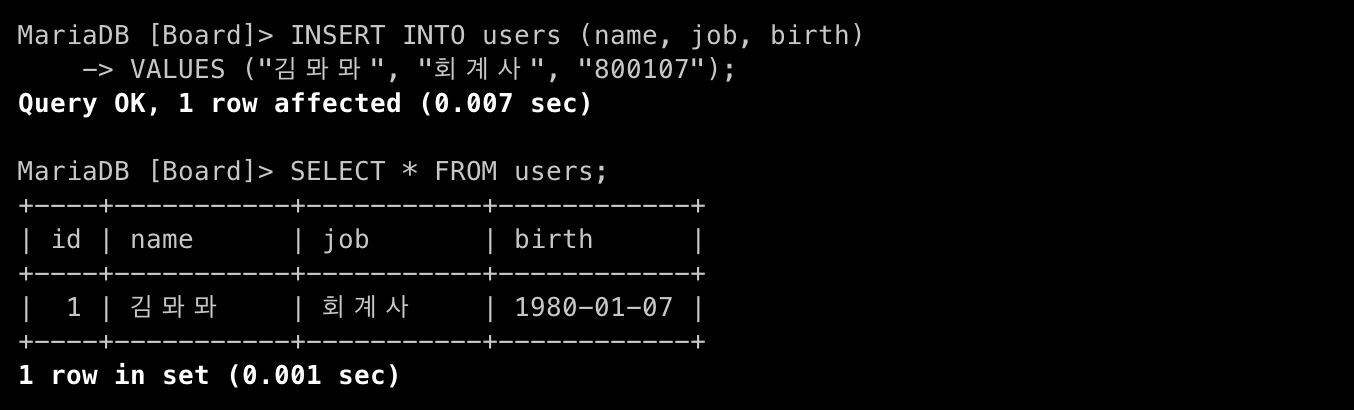 MariaDB [Board]> INSERT INTO users (name, job, birth)
    -> VALUES ("김뫄뫄", "회계사", "800107");
Query OK, 1 row affected (0.007 sec)
MariaDB [Board]> SELECT * FROM users;
+----+-----------+-----------+------------+
| id | name      | job       | birth      |
+----+-----------+-----------+------------+
|  1 | 김뫄뫄    | 회계사    | 1980-01-07 |
+----+-----------+-----------+------------+
1 row in set (0.001 sec)